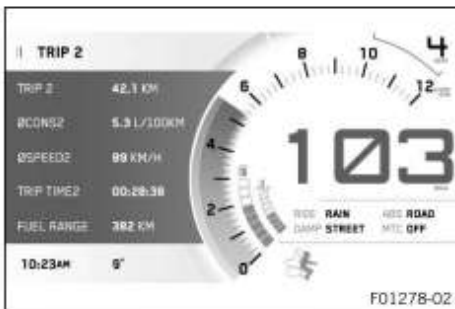 TRIP 2
TRIP 2 42.1 KM
ØCONS2 5.3 L/100KM
ØSPEED2 89 KM/H
TRIP TIME2 00:28:36
FUEL RANGE 382 KM
10:23AM 9°
0
2
4
6
8
10
12
4
103
RIDE RAIN ABS ROAD
DAMP STREET MTC OFF
F01278-02